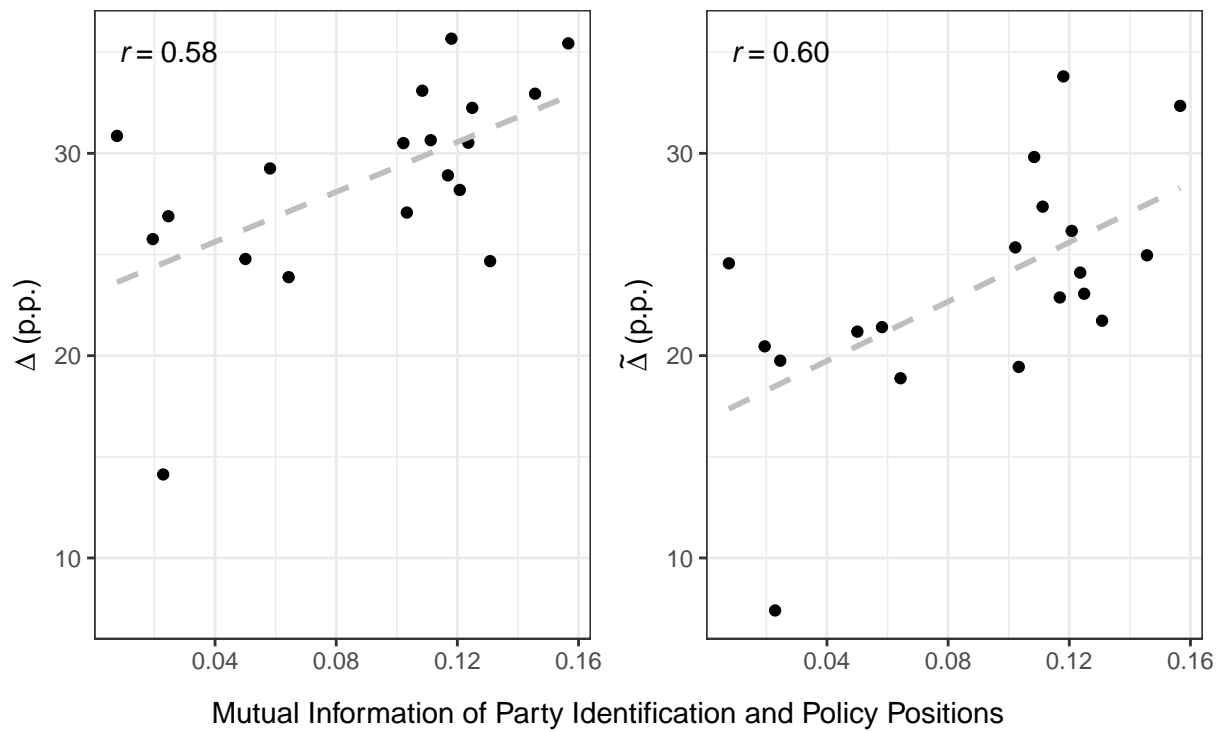 r = 0.58
30
20
10
Δ (p.p.)
0.04 0.08 0.12 0.16
r = 0.60
30
20
10
Δ̃ (p.p.)
0.04 0.08 0.12 0.16
Mutual Information of Party Identification and Policy Positions